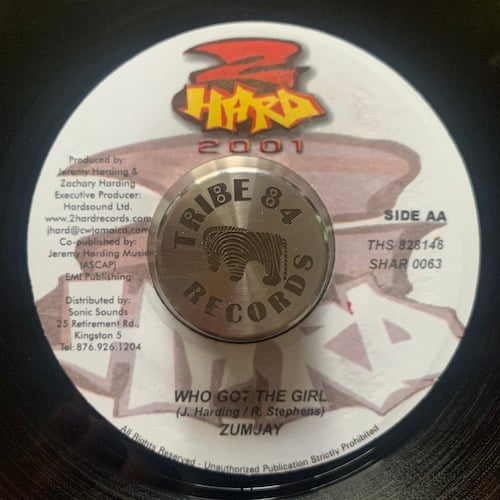 2
HARD
2001
Produced by:
Jeremy Harding &
Zachary Harding
Executive Producer:
Hardsound Ltd.
www.2hardrecords.com
jhard@cwjamaica.com
Co-published by:
Jeremy Harding Music
(ASCAP)
EMI Publishing
Distributed by:
Sonic Sounds
25 Retirement Rd.,
Kingston 5
Tel: 876.926.1204
TRIBE 84
RECORDS
SIDE AA
THS 828146
SHAR 0063
WHO GOT THE GIRL
(J. Harding / R. Stephens)
ZUMJAY
All Rights Reserved - Unauthorized Publication Strictly Prohibited